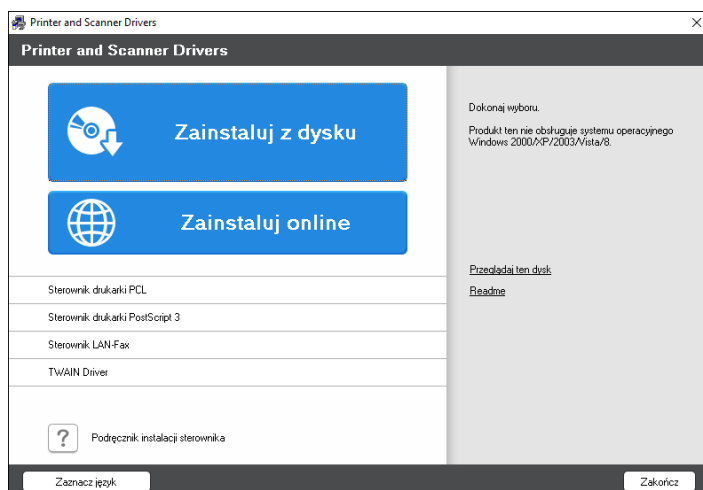 Printer and Scanner Drivers
Printer and Scanner Drivers
Zainstaluj z dysku
Zainstaluj online
Sterownik drukarki PCL
Sterownik drukarki PostScript 3
Sterownik LAN-Fax
TWAIN Driver
? Podręcznik instalacji sterownika
Dokonaj wyboru.
Produkt ten nie obsługuje systemu operacyjnego
Windows 2000/XP/2003/Vista/8.
Przeglądaj ten dysk
Readme
Zaznacz język
Zakończ